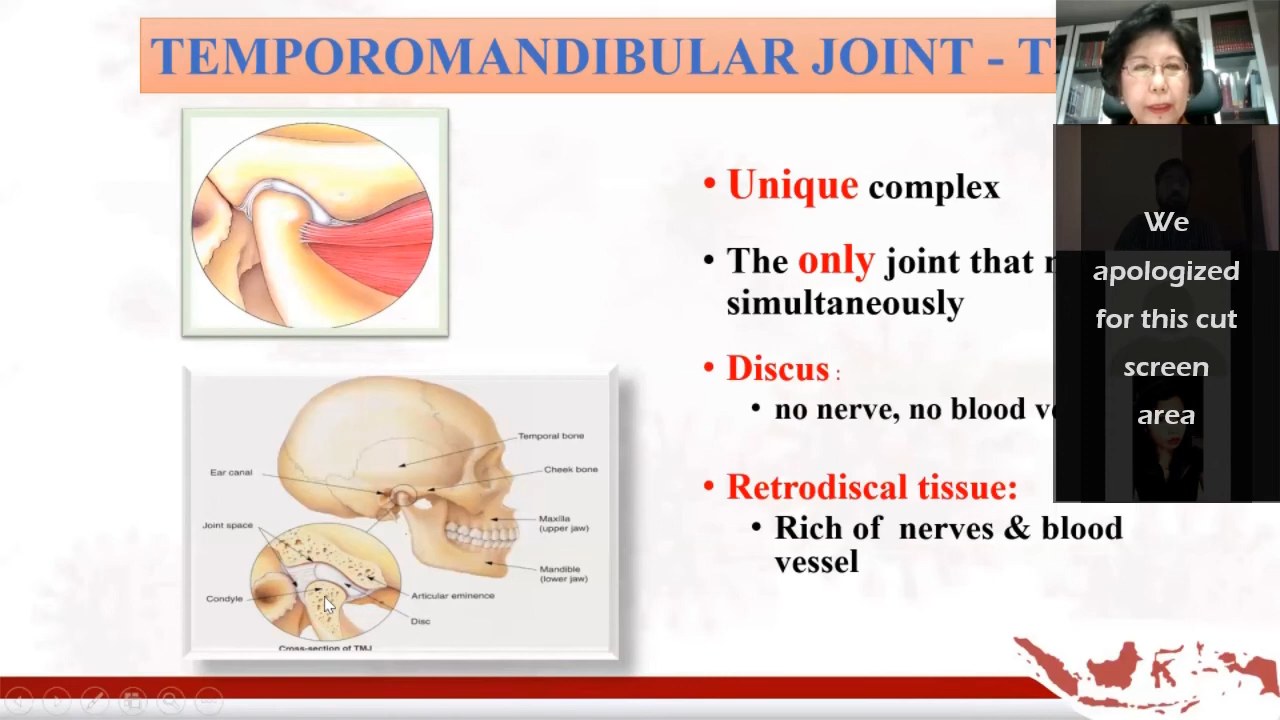 TEMPOROMANDIBULAR JOINT -
• Unique complex
• The only joint that
simultaneously
• Discus :
• no nerve, no blood
• Retrodiscal tissue:
• Rich of nerves & blood
vessel
We
apologized
for this cut
screen
area
Temporal bone
Ear canal
Cheek bone
Joint space
Maxilla
(upper jaw)
Mandible
(lower jaw)
Condyle
Articular eminence
Disc
Cross-section of TMJ